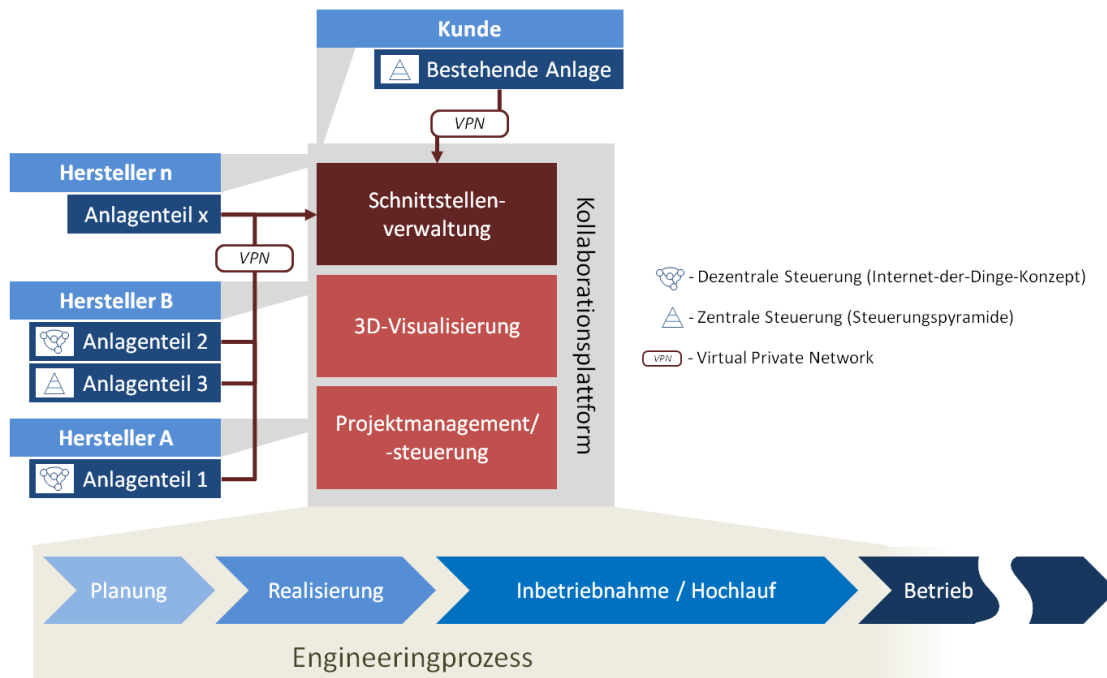 Kunde
Bestehende Anlage
VPN
Hersteller n
Anlagenteil x
VPN
Hersteller B
Anlagenteil 2
Anlagenteil 3
Hersteller A
Anlagenteil 1
Schnittstellen-
verwaltung
3D-Visualisierung
Projektmanagement/
-steuerung
Kollaborationsplattform
- Dezentrale Steuerung (Internet-der-Dinge-Konzept)
- Zentrale Steuerung (Steuerungspyramide)
VPN - Virtual Private Network
Planung
Realisierung
Inbetriebnahme / Hochlauf
Betrieb
Engineeringprozess